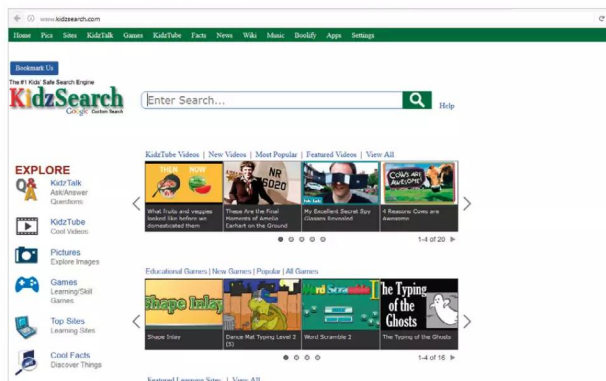 www.kidzsearch.com
Home Pics Sites KidzTalk Games KidzTube Facts News Wiki Music Boolify Apps Settings
Bookmark Us
The #1 Kids' Safe Search Engine
KidzSearch
Google Custom Search
Enter Search...
Help
KidzTube Videos | New Videos | Most Popular | Featured Videos | View All
THEN NOW
NR
6020
COWS ARE
AWESOME!
What fruits and veggies
looked like before we
domesticated them
These Are the Final
Moments of Amelia
Earhart on the Ground
My Excellent Secret Spy
Glasses Revealed
4 Reasons Cows are
Awesome
1-4 of 20
EXPLORE
Q&A
KidzTalk
Ask/Answer
Questions
KidzTube
Cool Videos
Pictures
Explore Images
Games
Learning/Skill
Games
Top Sites
Learning Sites
Cool Facts
Discover Things
Educational Games | New Games | Popular | All Games
Shape Inlay
Word Scramble
The Typing
of the
Ghosts
Shape Inlay
Dance Mat Typing Level 2
(5)
Word Scramble 2
The Typing of the Ghosts
1-4 of 16
Featured Learning Sites | View All